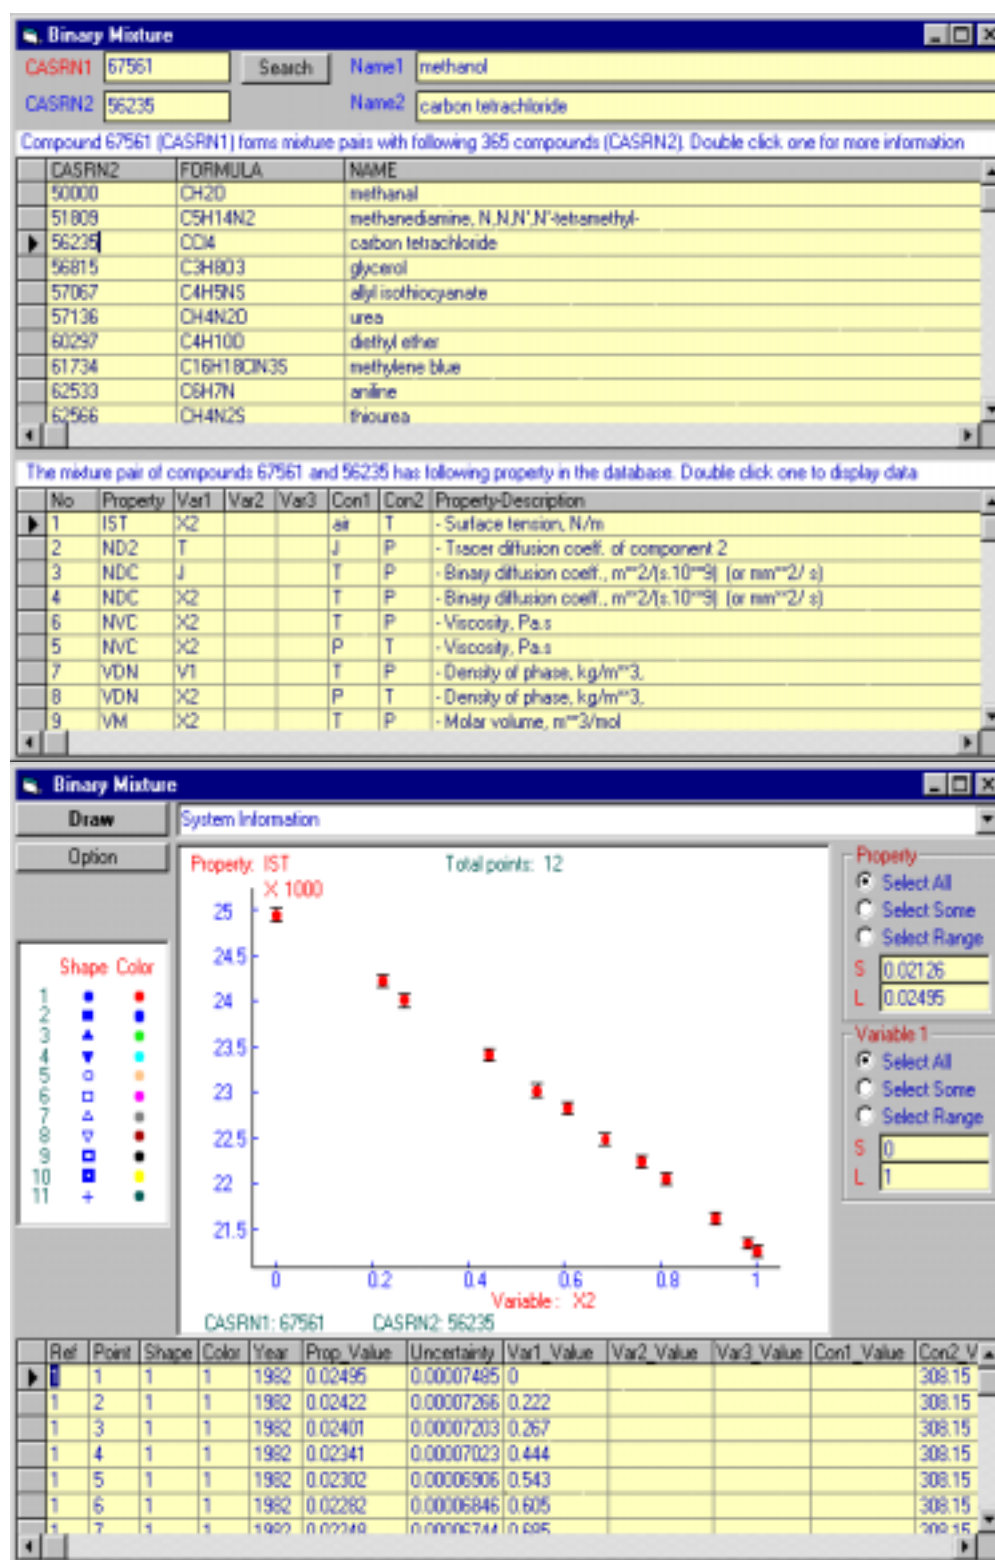 Binary Mixture
CASRN1 67561 Search Name1 methanol
CASRN2 56235 Name2 carbon tetrachloride
Compound 67561 (CASRN1) forms mixture pairs with following 365 compounds (CASRN2). Double click one for more information
CASRN2 FORMULA NAME
50000 CH2O methanal
51809 C5H14N2 methanediamine, N,N,N',N'-tetramethyl-
56235 CCl4 carbon tetrachloride
56815 C3H8O3 glycerol
57067 C4H5NS allyl isothiocyanate
57136 CH4N2O urea
60297 C4H10O diethyl ether
61734 C16H18ClN3S methylene blue
62533 C6H7N aniline
62566 CH4N2S thiourea
The mixture pair of compounds 67561 and 56235 has following property in the database. Double click one to display data
No Property Var1 Var2 Var3 Con1 Con2 Property-Description
1 IST X2 air T - Surface tension, N/m
2 ND2 T J P - Tracer diffusion coeff. of component 2
3 NDC J T P - Binary diffusion coeff., m**2/(s.10**9) (or mm**2/ s)
4 NDC X2 T P - Binary diffusion coeff., m**2/(s.10**9) (or mm**2/ s)
6 NVC X2 T P - Viscosity, Pa.s
5 NVC X2 P T - Viscosity, Pa.s
7 VDN V1 T P - Density of phase, kg/m**3,
8 VDN X2 P T - Density of phase, kg/m**3,
9 VM X2 T P - Molar volume, m**3/mol
Binary Mixture
Draw System Information
Option
Property: IST Total points: 12
X 1000
25
24.5
24
23.5
23
22.5
22
21.5
0 0.2 0.4 0.6 0.8 1
Variable : X2
CASRN1: 67561 CASRN2: 56235
Shape Color
1
2
3
4
5
6
7
8
9
10
11
Property
Select All
Select Some
Select Range
S 0.02126
L 0.02495
Variable 1
Select All
Select Some
Select Range
S 0
L 1
Ref Point Shape Color Year Prop_Value Uncertainty Var1_Value Var2_Value Var3_Value Con1_Value Con2_V
1 1 1 1 1982 0.02495 0.00007485 0 308.15
1 2 1 1 1982 0.02422 0.00007266 0.222 308.15
1 3 1 1 1982 0.02401 0.00007203 0.267 308.15
1 4 1 1 1982 0.02341 0.00007023 0.444 308.15
1 5 1 1 1982 0.02302 0.00006906 0.543 308.15
1 6 1 1 1982 0.02282 0.00006846 0.605 308.15
1 7 1 1 1982 0.02248 0.00006744 0.685 308.15